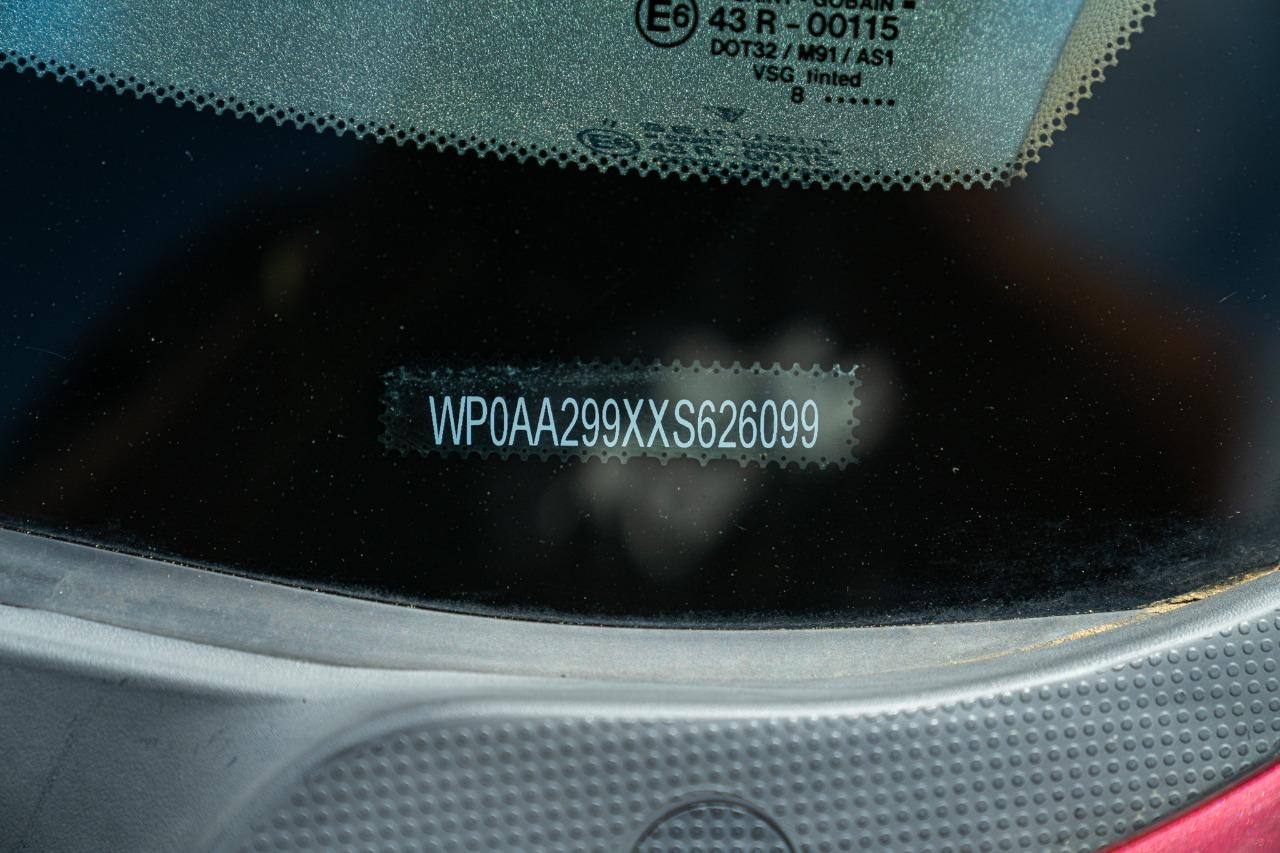 E6
43 R - 00115
DOT32 / M91 / AS1
VSG tinted
8 ......
WP0AA299XXS626099